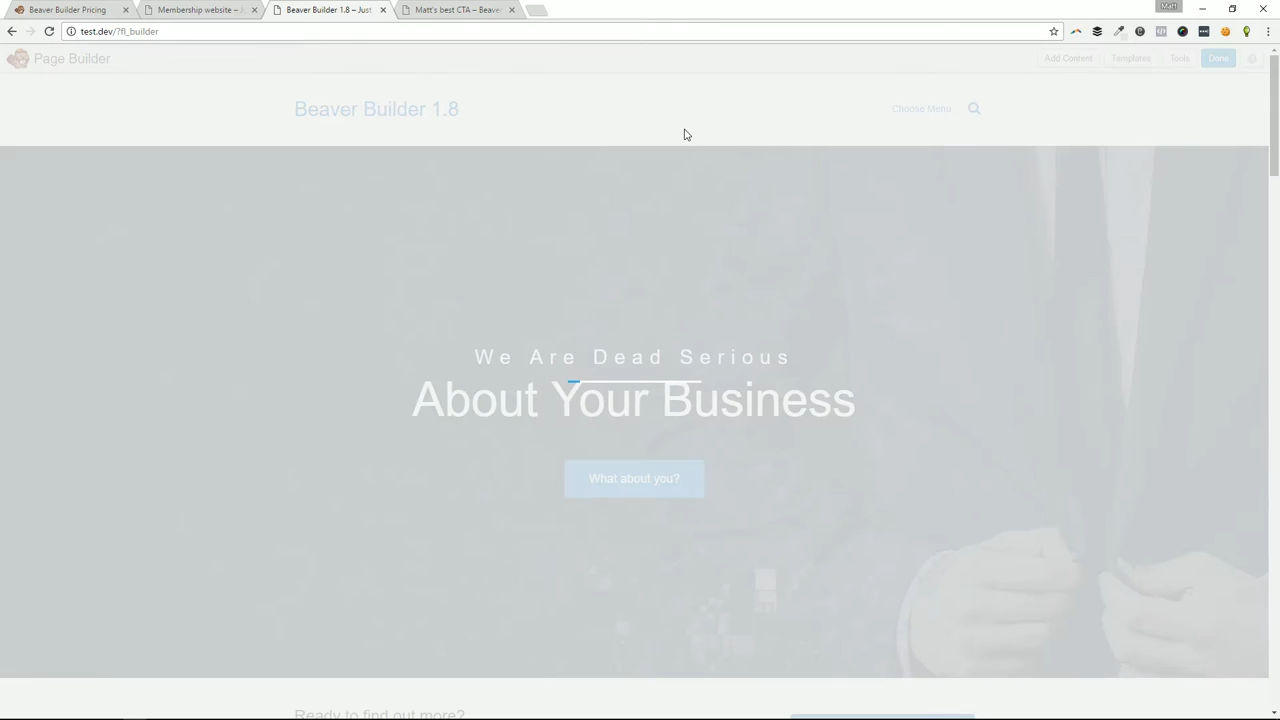 Beaver Builder Pricing
Membership website – J
Beaver Builder 1.8 – Just
Matt's best CTA – Beaver
Matt
test.dev/?fl_builder
Page Builder
Add Content
Templates
Tools
Done
Beaver Builder 1.8
Choose Menu
We Are Dead Serious
About Your Business
What about you?
Ready to find out more?